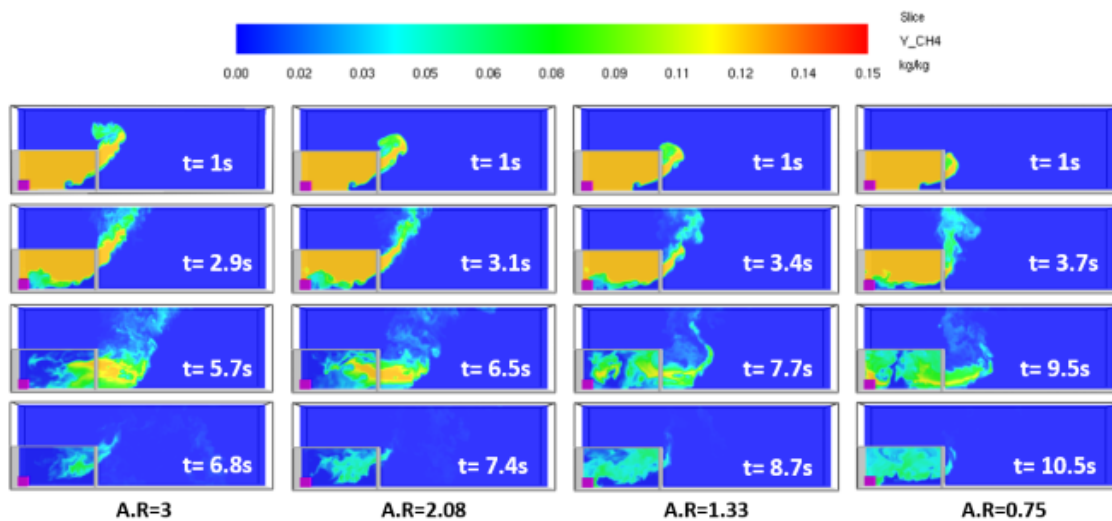 Slice
Y_CH4
kg/kg
0.00 0.02 0.03 0.05 0.06 0.08 0.09 0.11 0.12 0.14 0.15
t= 1s t= 1s t= 1s t= 1s
t= 2.9s t= 3.1s t= 3.4s t= 3.7s
t= 5.7s t= 6.5s t= 7.7s t= 9.5s
t= 6.8s t= 7.4s t= 8.7s t= 10.5s
A.R=3 A.R=2.08 A.R=1.33 A.R=0.75